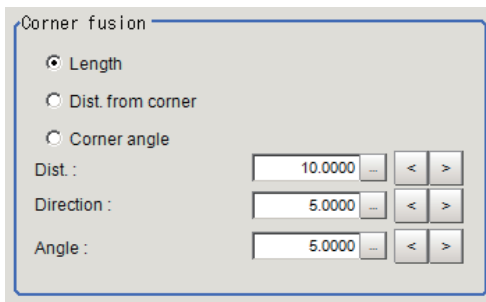 Corner fusion
Length
Dist. from corner
Corner angle
Dist. : 10.0000 ... < >
Direction : 5.0000 ... < >
Angle : 5.0000 ... < >